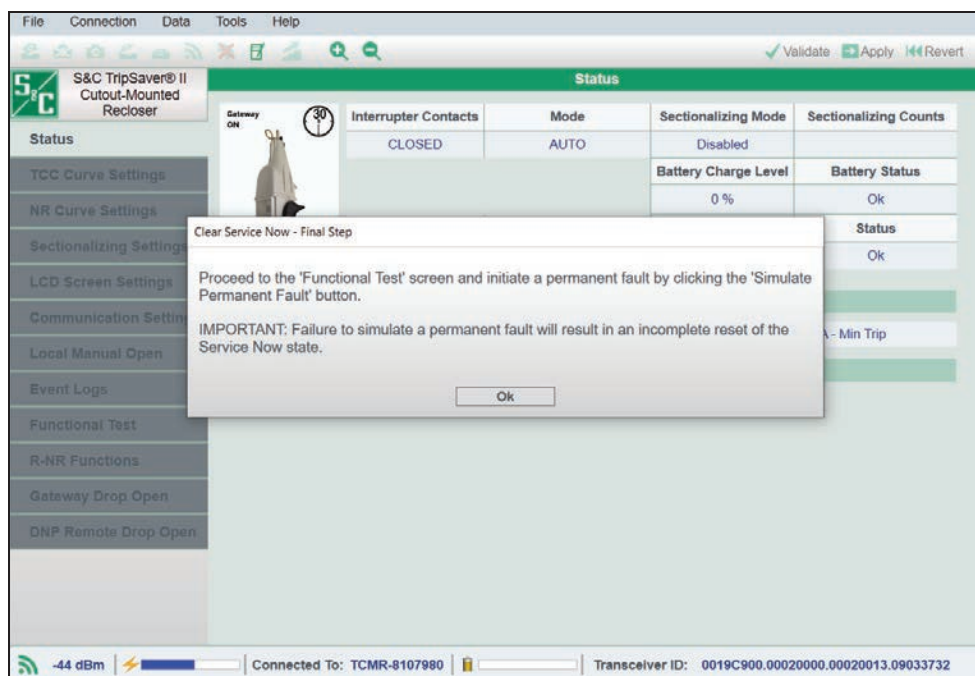 File Connection Data Tools Help
Validate Apply Revert
S&C
S&C TripSaver® II
Cutout-Mounted
Recloser
Status
Status
TCC Curve Settings
NR Curve Settings
Sectionalizing Settings
LCD Screen Settings
Communication Settin
Local Manual Open
Event Logs
Functional Test
R-NR Functions
Gateway Drop Open
DNP Remote Drop Open
Gateway
ON
30
Interrupter Contacts Mode Sectionalizing Mode Sectionalizing Counts
CLOSED AUTO Disabled
Battery Charge Level Battery Status
0 % Ok
Status
Ok
- Min Trip
Clear Service Now - Final Step
Proceed to the 'Functional Test' screen and initiate a permanent fault by clicking the 'Simulate
Permanent Fault' button.
IMPORTANT: Failure to simulate a permanent fault will result in an incomplete reset of the
Service Now state.
Ok
-44 dBm Connected To: TCMR-8107980 Transceiver ID: 0019C900.00020000.00020013.09033732